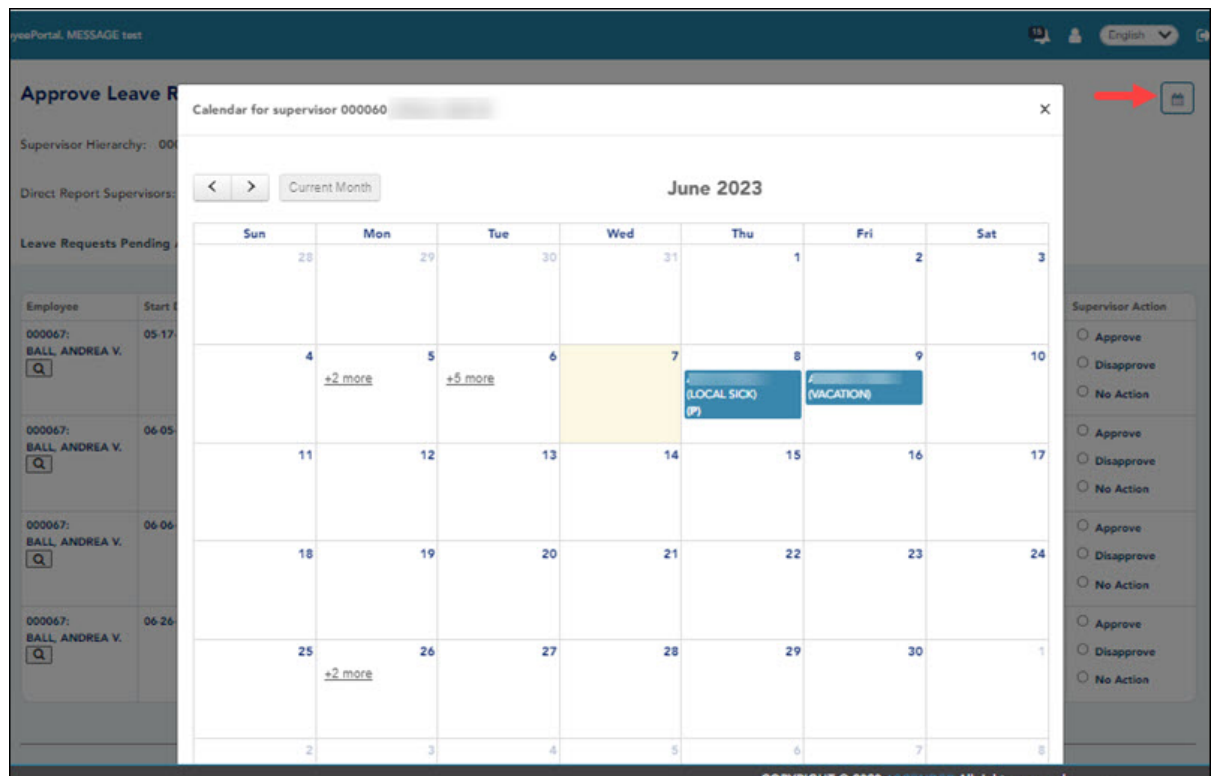 yeePortal. MESSAGE test
15
English
Approve Leave R
Calendar for supervisor 000060
×
Supervisor Hierarchy: 000
Direct Report Supervisors:
Leave Requests Pending
< > Current Month
June 2023
Sun Mon Tue Wed Thu Fri Sat
28 29 30 31 1 2 3
4 5 6 7 8 9 10
+2 more +5 more
(LOCAL SICK) (VACATION)
(P)
11 12 13 14 15 16 17
18 19 20 21 22 23 24
25 26 27 28 29 30 1
+2 more
2 3 4 5 6 7 8
Employee Start D Supervisor Action
000067: 05-17-
BALL, ANDREA V.
Approve
Disapprove
No Action
000067: 06-05-
BALL, ANDREA V.
Approve
Disapprove
No Action
000067: 06-06-
BALL, ANDREA V.
Approve
Disapprove
No Action
000067: 06-26-
BALL, ANDREA V.
Approve
Disapprove
No Action